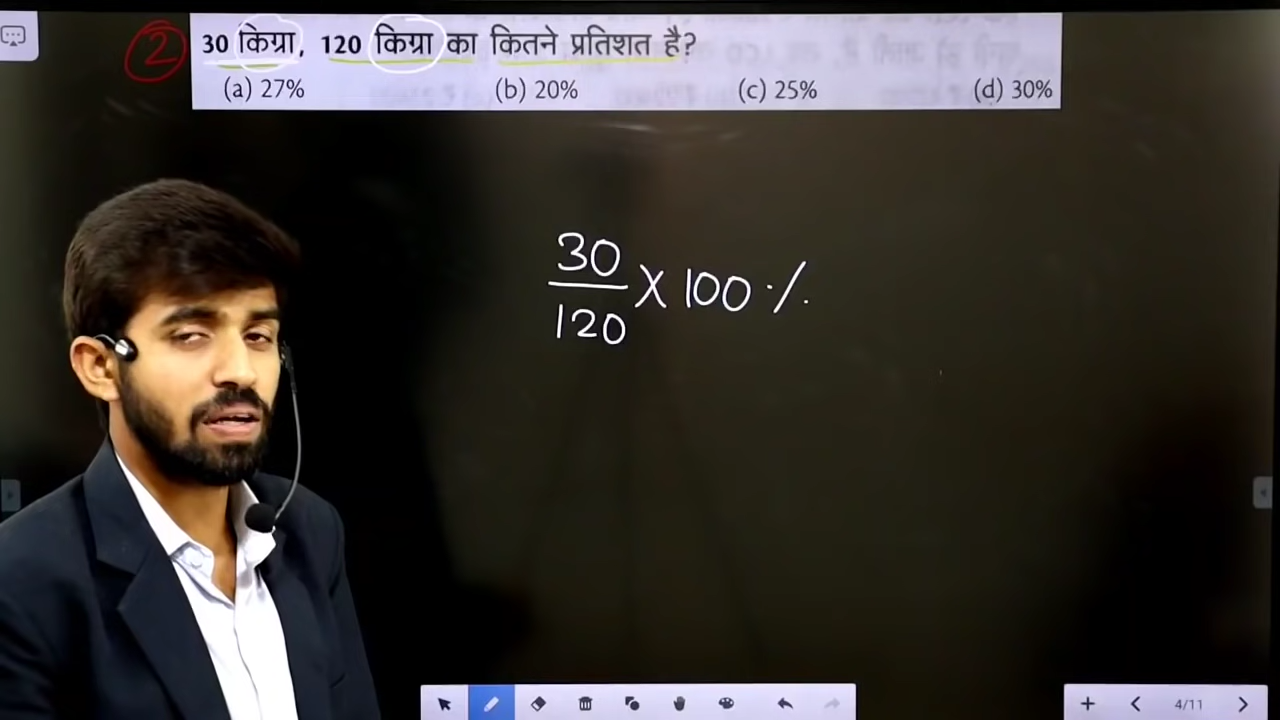 2 30 किग्रा, 120 किग्रा का कितने प्रतिशत है?
(a) 27% (b) 20% (c) 25% (d) 30%
30
120
× 100 %
4/11